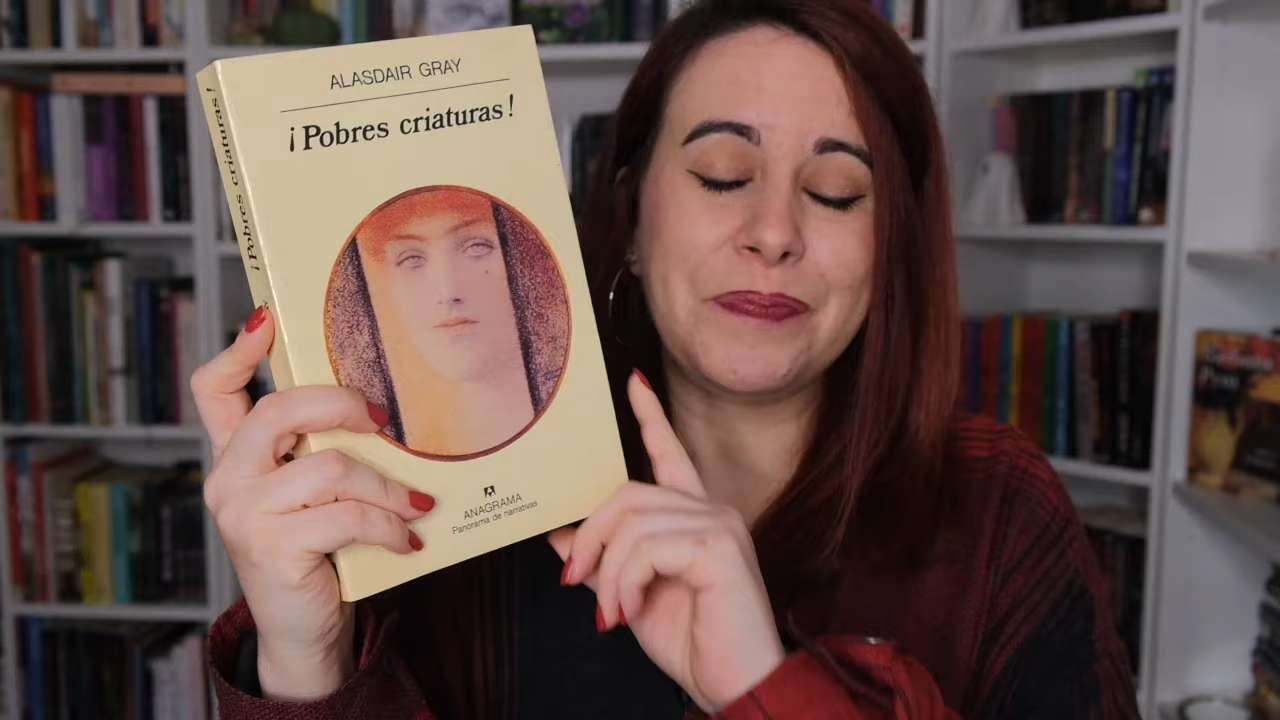 ALASDAIR GRAY
¡Pobres criaturas!
ANAGRAMA
Panorama de narrativas
¡Pobres criaturas!